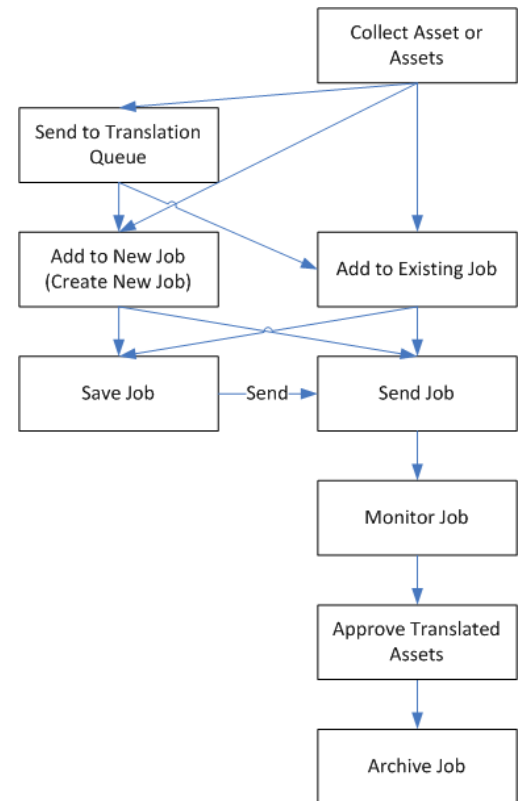 Collect Asset or
Assets
Send to Translation
Queue
Add to New Job
(Create New Job)
Add to Existing Job
Save Job
Send
Send Job
Monitor Job
Approve Translated
Assets
Archive Job